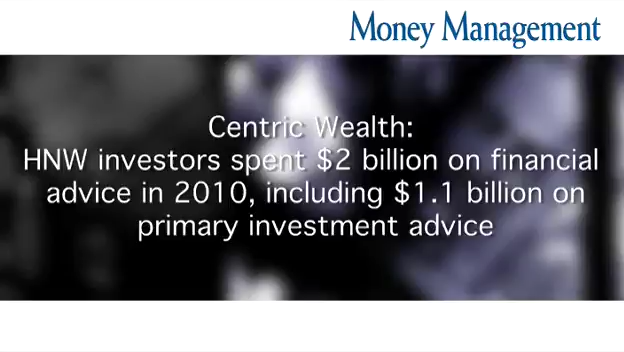 Money Management
Centric Wealth:
HNW investors spent $2 billion on financial
advice in 2010, including $1.1 billion on
primary investment advice